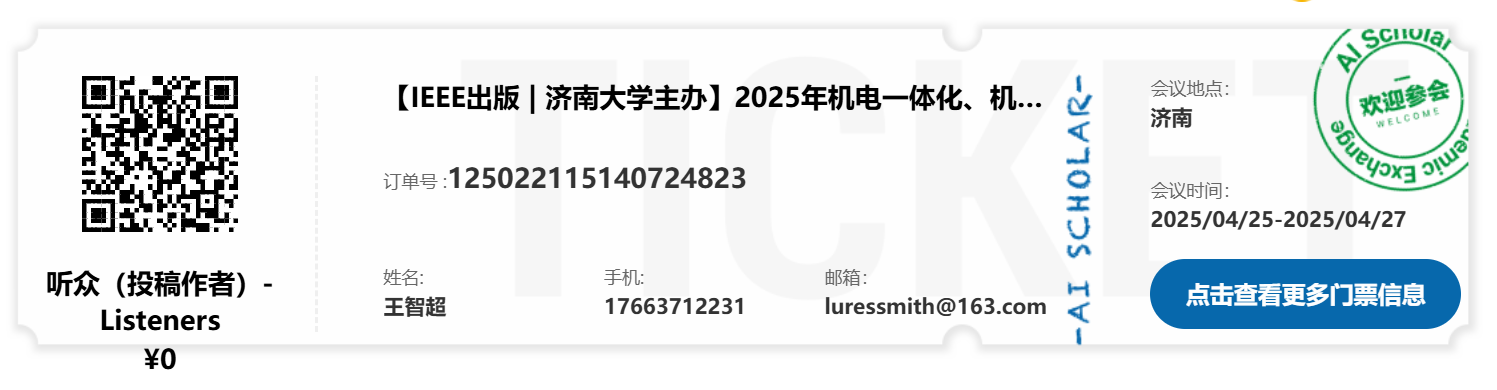 【IEEE出版 | 济南大学主办】2025年机电一体化、机...
订单号 :125022115140724823
姓名:
王智超
手机:
17663712231
邮箱:
luressmith@163.com
听众（投稿作者）-
Listeners
¥0
TICKET
-AI SCHOLAR-
会议地点:
济南
会议时间:
2025/04/25-2025/04/27
点击查看更多门票信息
AI Scholar
欢迎参会
WELCOME
demic Exchange